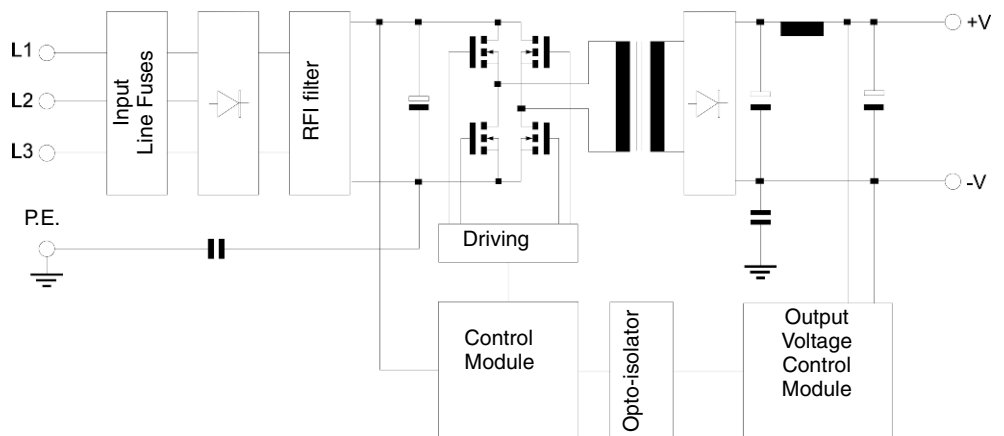 L1
L2
L3
P.E.
Input
Line Fuses
RFI filter
+V
-V
Driving
Control
Module
Opto-isolator
Output
Voltage
Control
Module